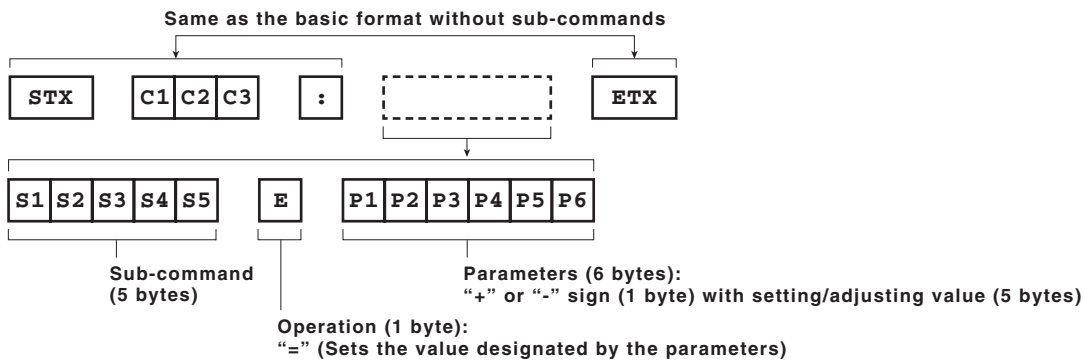 Same as the basic format without sub-commands
STX C1 C2 C3 : ETX
S1 S2 S3 S4 S5 E P1 P2 P3 P4 P5 P6
Sub-command
(5 bytes)
Parameters (6 bytes):
“+” or “-” sign (1 byte) with setting/adjusting value (5 bytes)
Operation (1 byte):
“=” (Sets the value designated by the parameters)